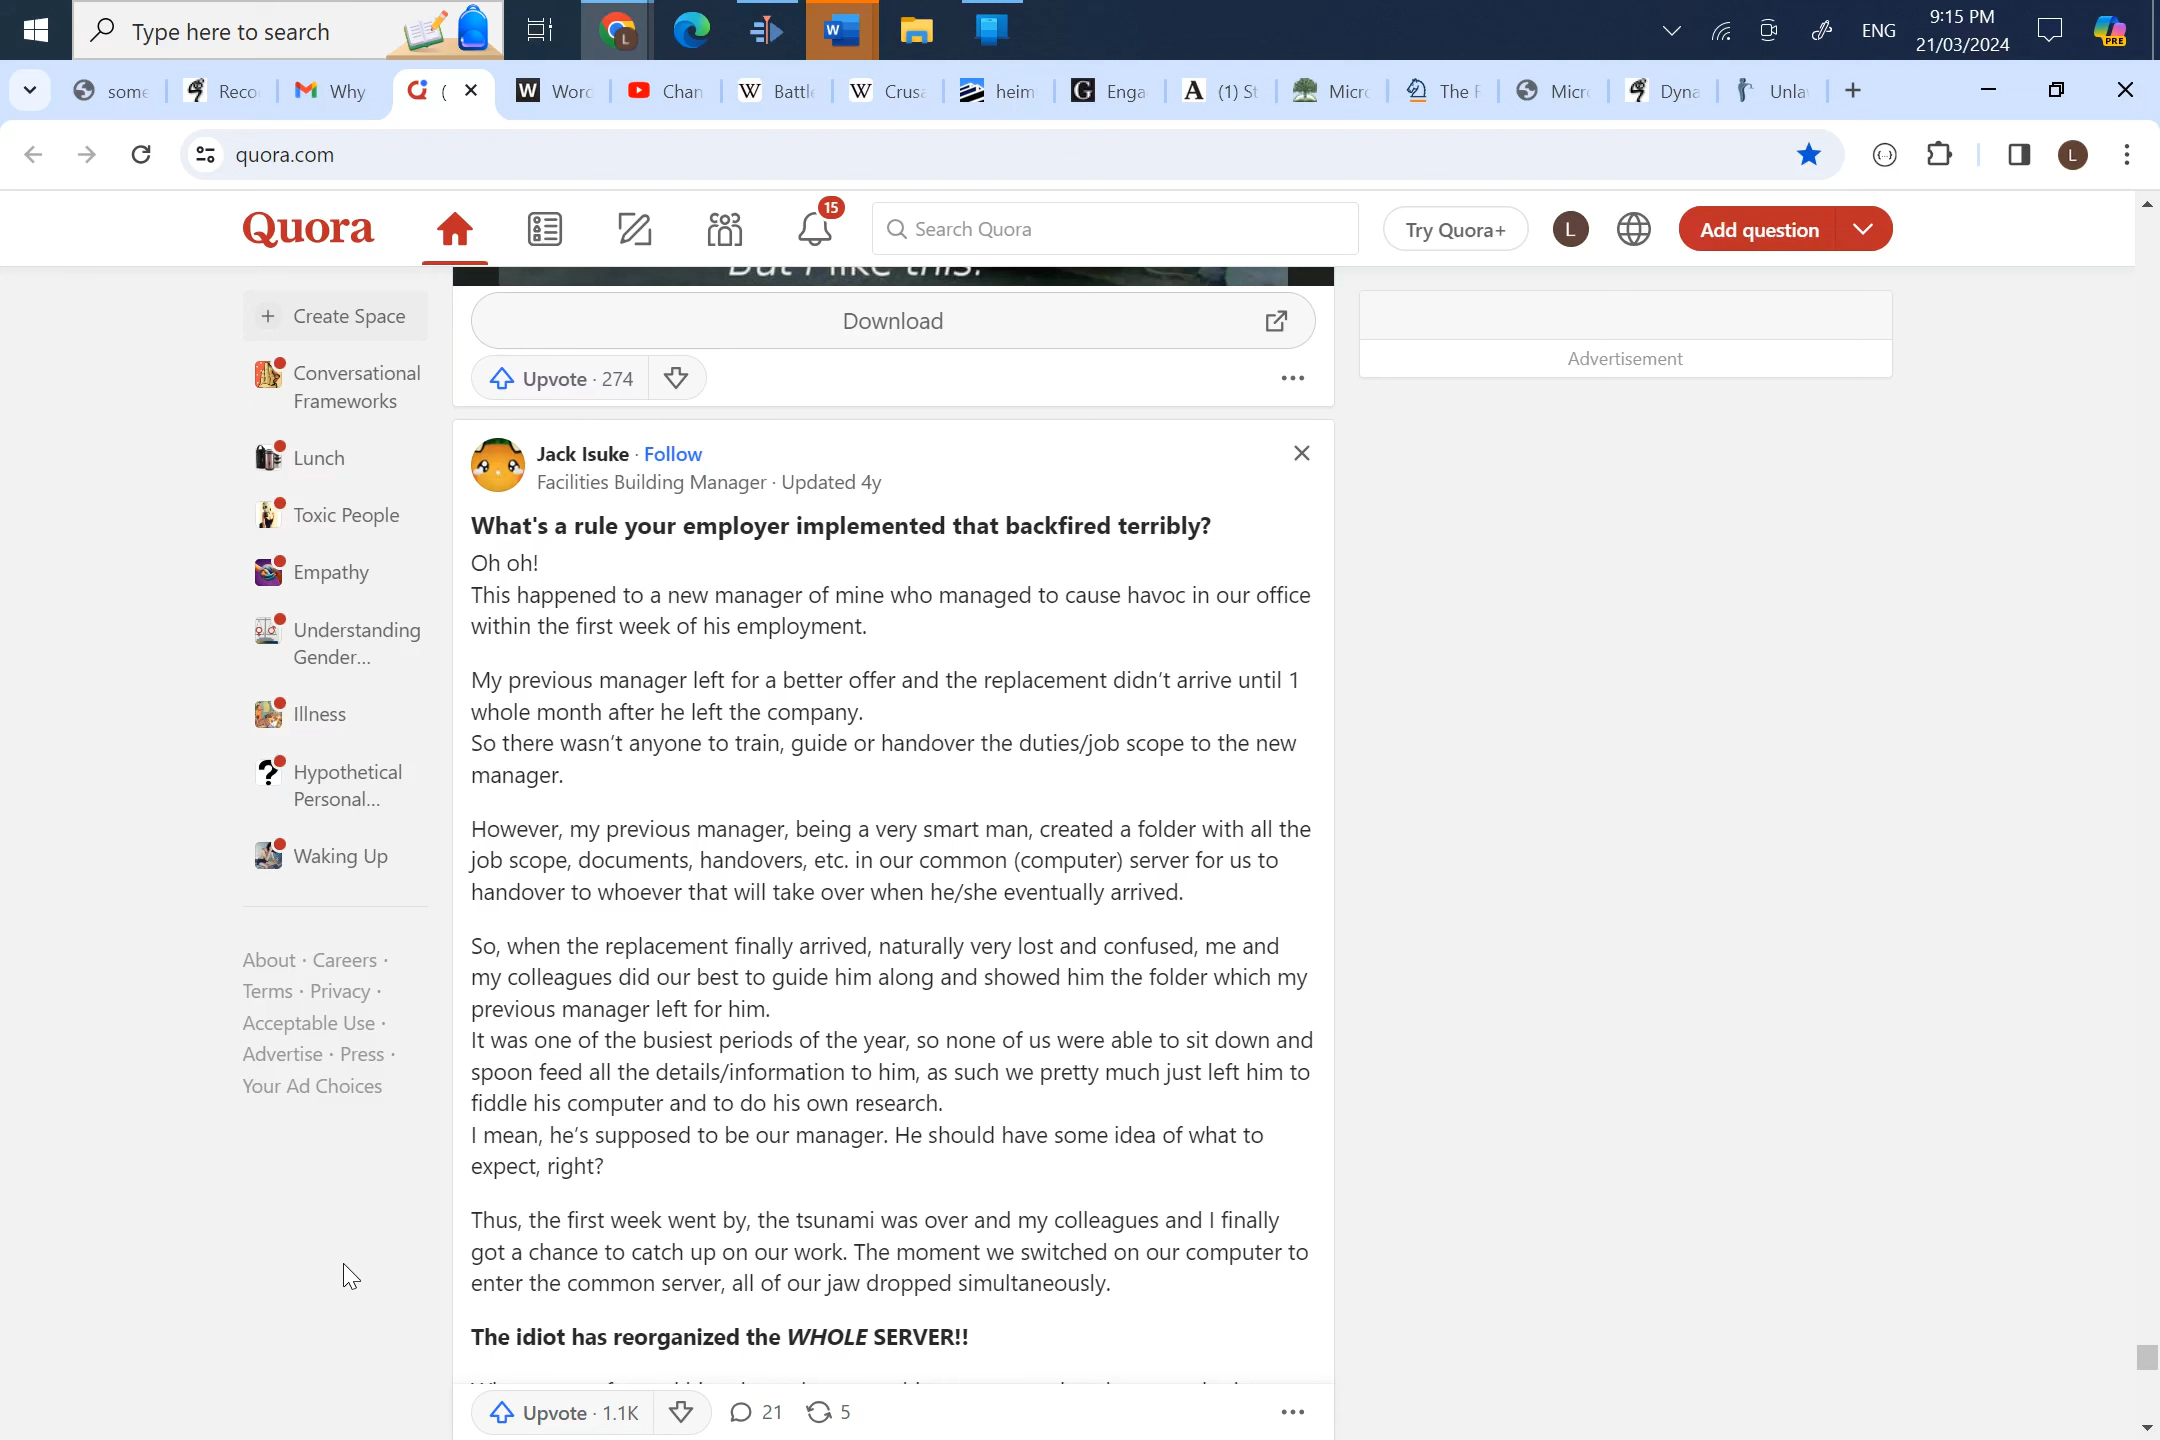 Type here to search
ENG
9:15 PM
21/03/2024
PRE
some
Reco
Why
(
Word
Chan
Battle
Crusa
heim
Enga
(1) St
Micro
The F
Micro
Dyna
Unla
quora.com
L
Quora
15
Search Quora
Try Quora+
L
Add question
But I like this.
Download
Upvote · 274
Create Space
Conversational
Frameworks
Lunch
Toxic People
Empathy
Understanding
Gender...
Illness
Hypothetical
Personal...
Waking Up
About · Careers ·
Terms · Privacy ·
Acceptable Use ·
Advertise · Press ·
Your Ad Choices
Advertisement
Jack Isuke · Follow
Facilities Building Manager · Updated 4y
What's a rule your employer implemented that backfired terribly?
Oh oh!
This happened to a new manager of mine who managed to cause havoc in our office
within the first week of his employment.
My previous manager left for a better offer and the replacement didn't arrive until 1
whole month after he left the company.
So there wasn't anyone to train, guide or handover the duties/job scope to the new
manager.
However, my previous manager, being a very smart man, created a folder with all the
job scope, documents, handovers, etc. in our common (computer) server for us to
handover to whoever that will take over when he/she eventually arrived.
So, when the replacement finally arrived, naturally very lost and confused, me and
my colleagues did our best to guide him along and showed him the folder which my
previous manager left for him.
It was one of the busiest periods of the year, so none of us were able to sit down and
spoon feed all the details/information to him, as such we pretty much just left him to
fiddle his computer and to do his own research.
I mean, he's supposed to be our manager. He should have some idea of what to
expect, right?
Thus, the first week went by, the tsunami was over and my colleagues and I finally
got a chance to catch up on our work. The moment we switched on our computer to
enter the common server, all of our jaw dropped simultaneously.
The idiot has reorganized the WHOLE SERVER!!
Upvote · 1.1K
21
5